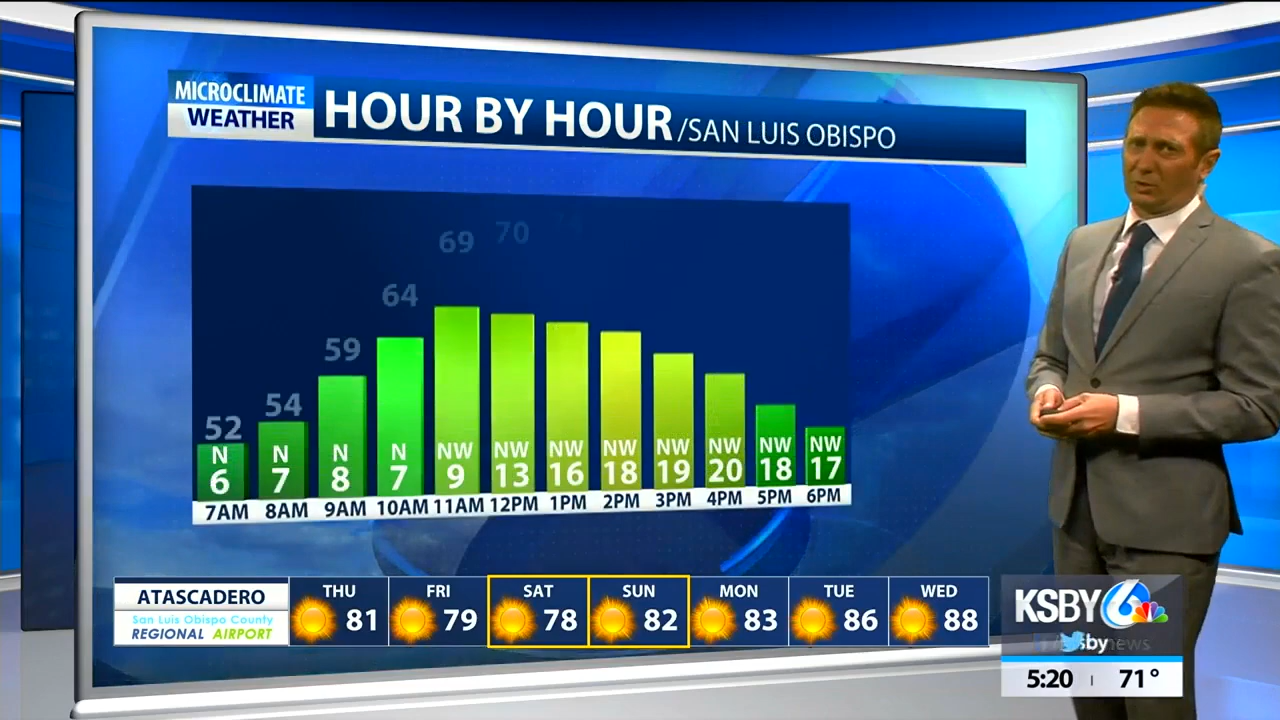 MICROCLIMATE
WEATHER
HOUR BY HOUR /SAN LUIS OBISPO
52 54 59 64 69 70
N N N N NW NW NW NW NW NW NW NW
6 7 8 7 9 13 16 18 19 20 18 17
7AM 8AM 9AM 10AM 11AM 12PM 1PM 2PM 3PM 4PM 5PM 6PM
ATASCADERO
San Luis Obispo County
REGIONAL AIRPORT
THU FRI SAT SUN MON TUE WED
81 79 78 82 83 86 88
KSBY 6
ksbynews
5:20 71°